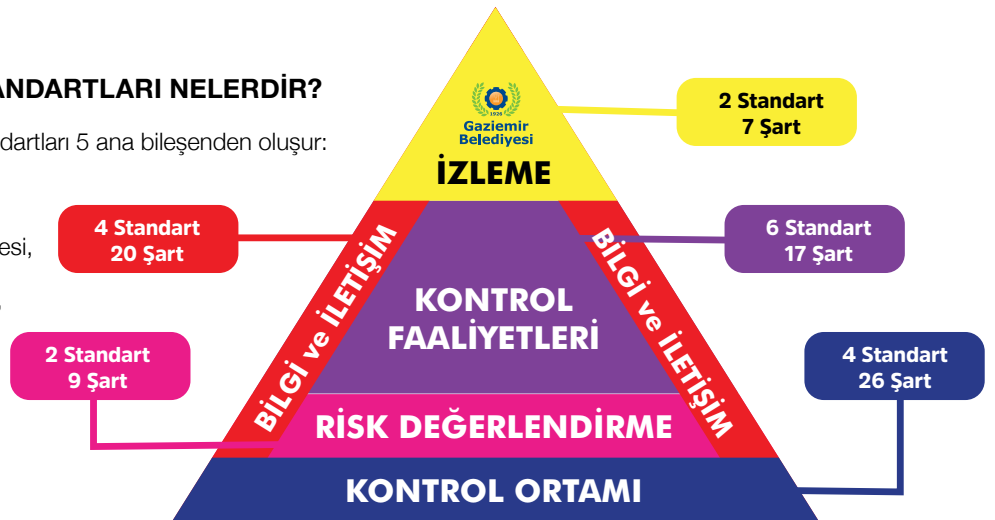 ANDARTLARI NELERDİR?
dartları 5 ana bileşenden oluşur:
esi,
1926
Gaziemir
Belediyesi
İZLEME
2 Standart
7 Şart
4 Standart
20 Şart
6 Standart
17 Şart
BİLGİ ve İLETİŞİM
KONTROL
FAALİYETLERİ
BİLGİ ve İLETİŞİM
2 Standart
9 Şart
4 Standart
26 Şart
RİSK DEĞERLENDİRME
KONTROL ORTAMI